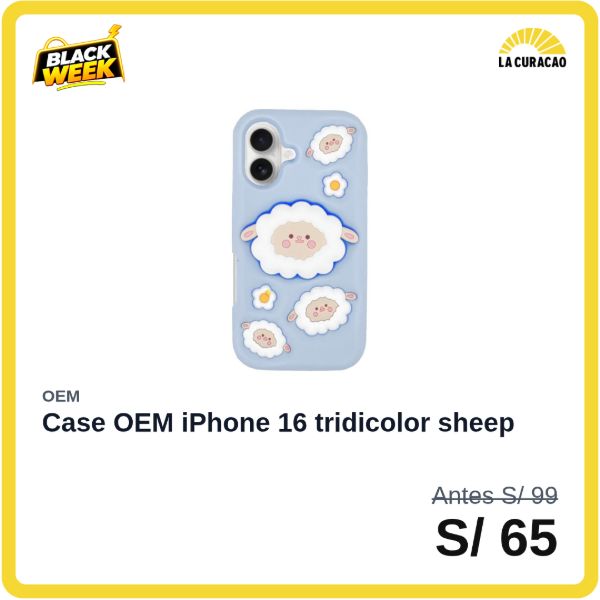 BLACK
WEEK
LA CURACAO
OEM
Case OEM iPhone 16 tridicolor sheep
Antes S/ 99
S/ 65